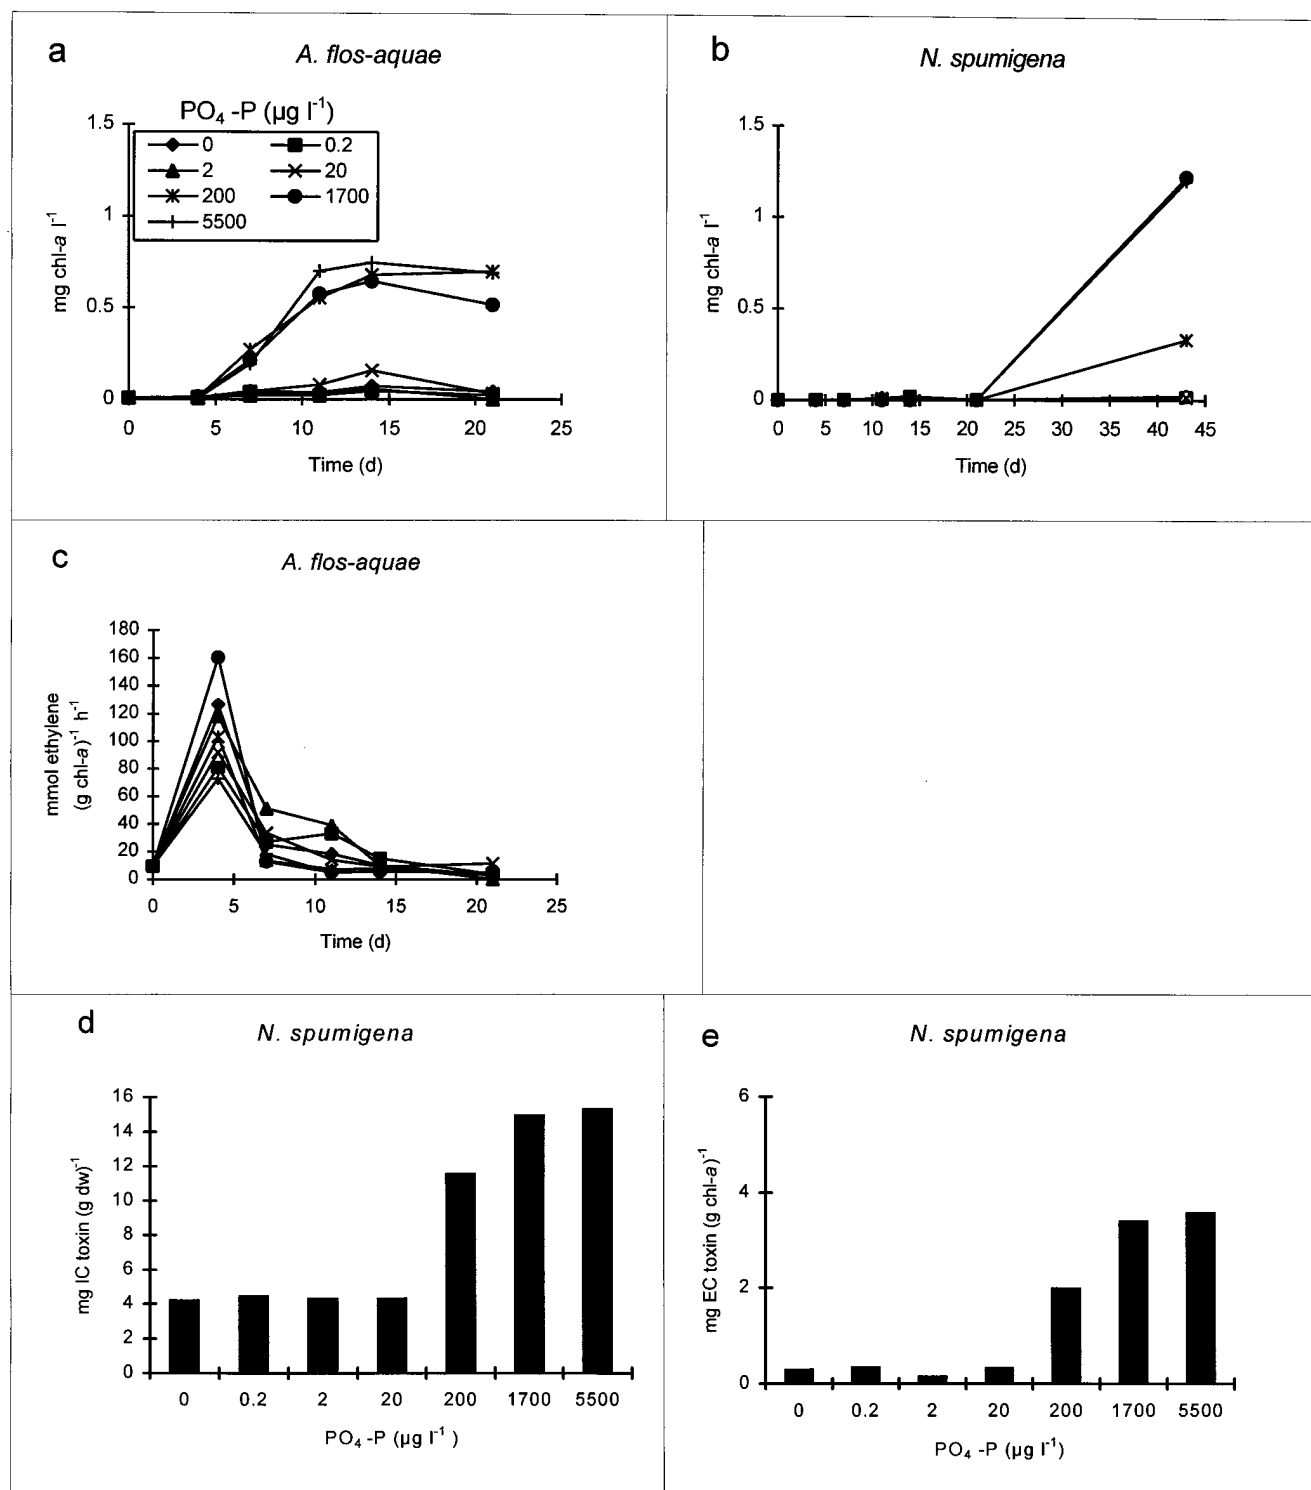 a
A. flos-aquae
PO4 -P (µg l-1)
0
0.2
2
20
200
1700
5500
1.5
1
0.5
0
mg chl-a l-1
0 5 10 15 20 25
Time (d)
b
N. spumigena
1.5
1
0.5
0
mg chl-a l-1
0 5 10 15 20 25 30 35 40 45
Time (d)
c
A. flos-aquae
180
160
140
120
100
80
60
40
20
0
mmol ethylene
(g chl-a)-1 h-1
0 5 10 15 20 25
Time (d)
d
N. spumigena
16
14
12
10
8
6
4
2
0
mg IC toxin (g dw)-1
0 0.2 2 20 200 1700 5500
PO4 -P (µg l-1 )
e
N. spumigena
6
4
2
0
mg EC toxin (g chl-a)-1
0 0.2 2 20 200 1700 5500
PO4 -P (µg l-1)